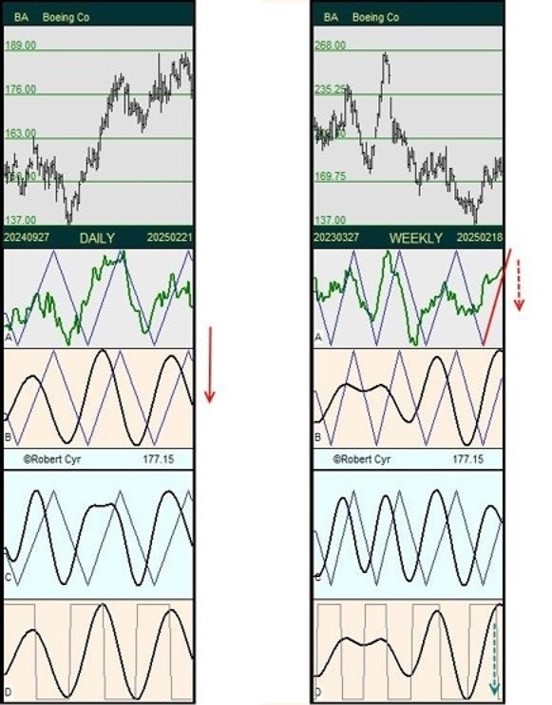 BA Boeing Co
189.00
176.00
163.00
137.00
20240927 DAILY 20250221
A
B
©Robert Cyr 177.15
C
D
BA Boeing Co
268.00
235.25
169.75
137.00
20230327 WEEKLY 20250218
A
B
©Robert Cyr 177.15
C
D